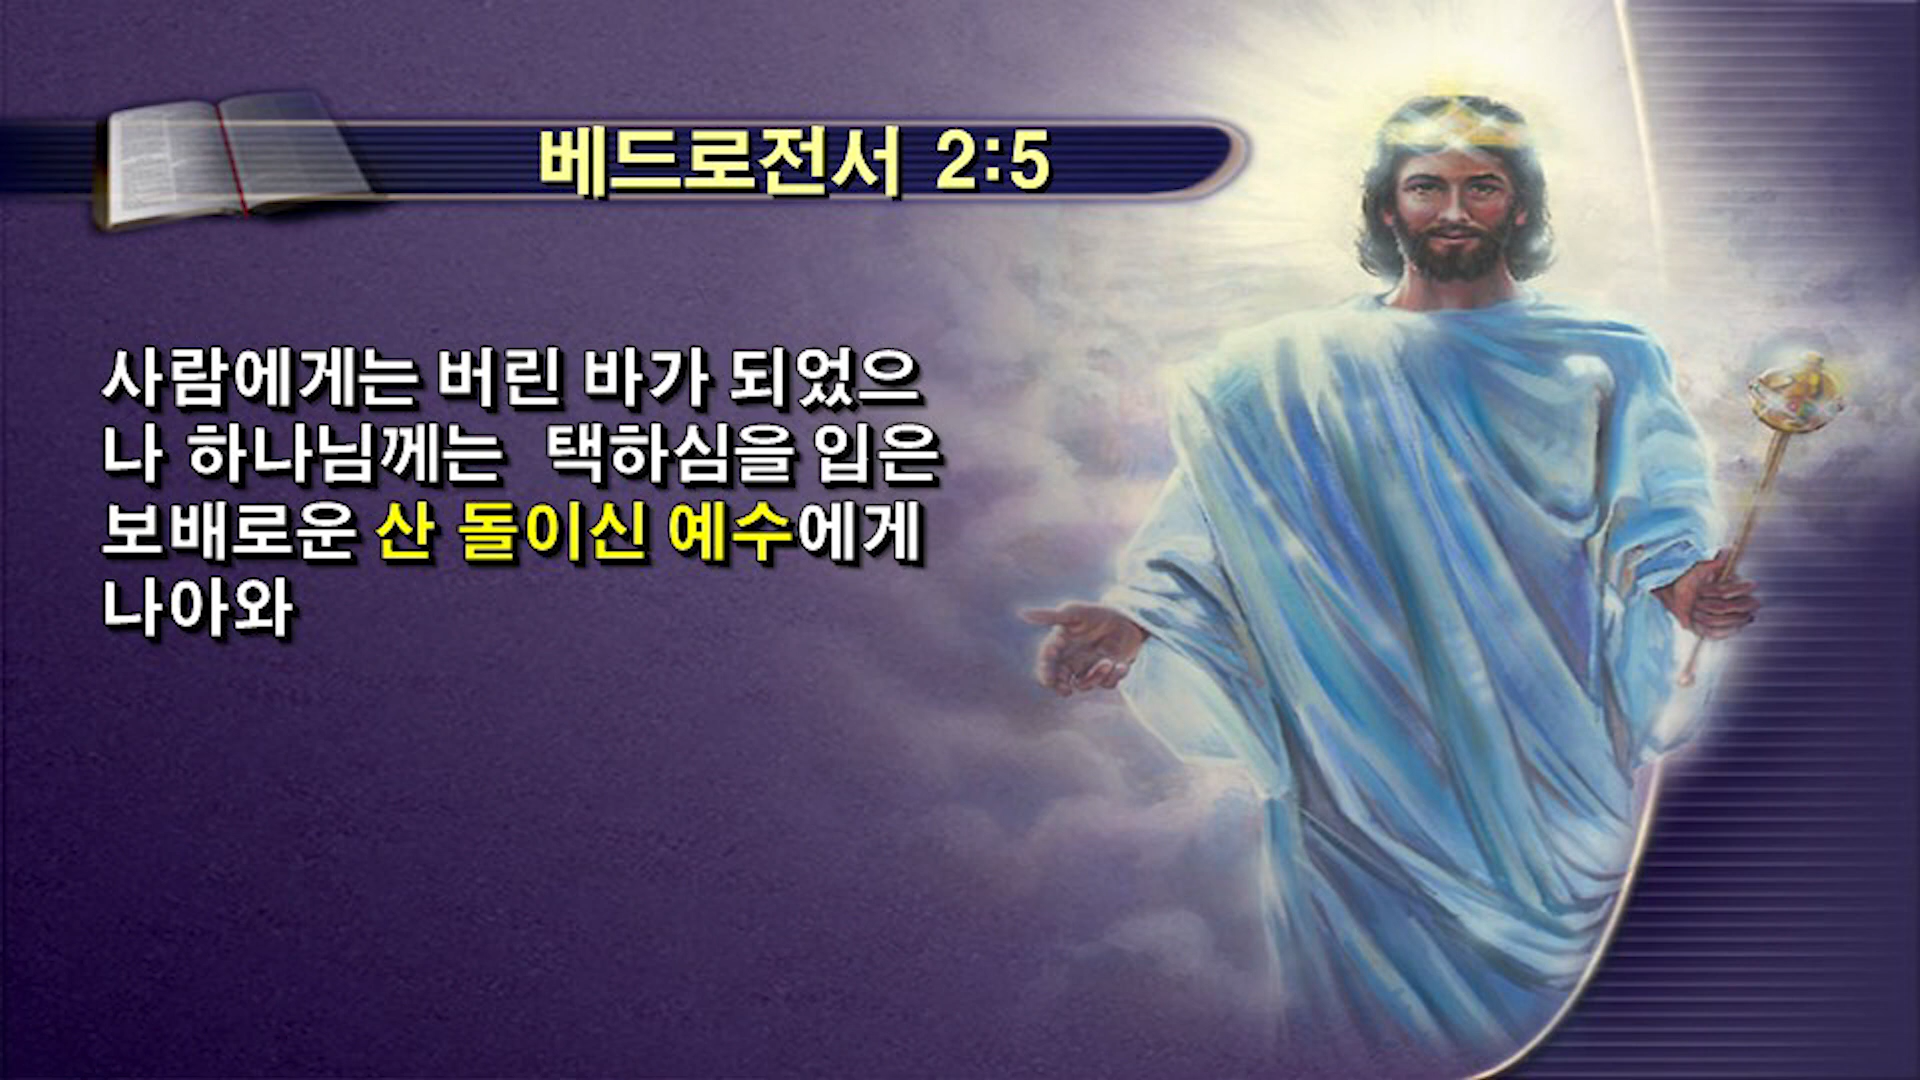 베드로전서 2:5
사람에게는 버린 바가 되었으
나 하나님께는 택하심을 입은
보배로운 산 돌이신 예수에게
나아와